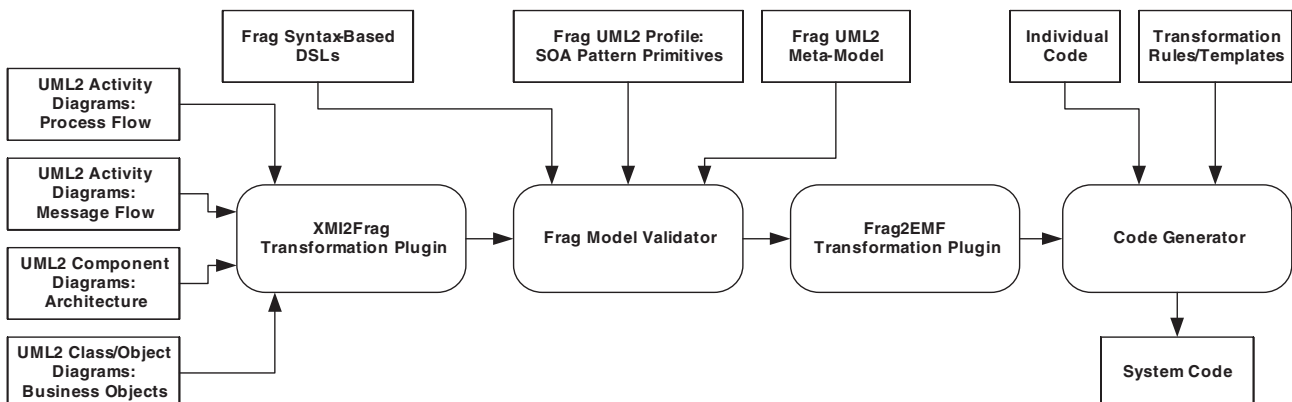 Frag Syntax-Based
DSLs
Frag UML2 Profile:
SOA Pattern Primitives
Frag UML2
Meta-Model
Individual
Code
Transformation
Rules/Templates
UML2 Activity
Diagrams:
Process Flow
UML2 Activity
Diagrams:
Message Flow
UML2 Component
Diagrams:
Architecture
UML2 Class/Object
Diagrams:
Business Objects
XMI2Frag
Transformation Plugin
Frag Model Validator
Frag2EMF
Transformation Plugin
Code Generator
System Code